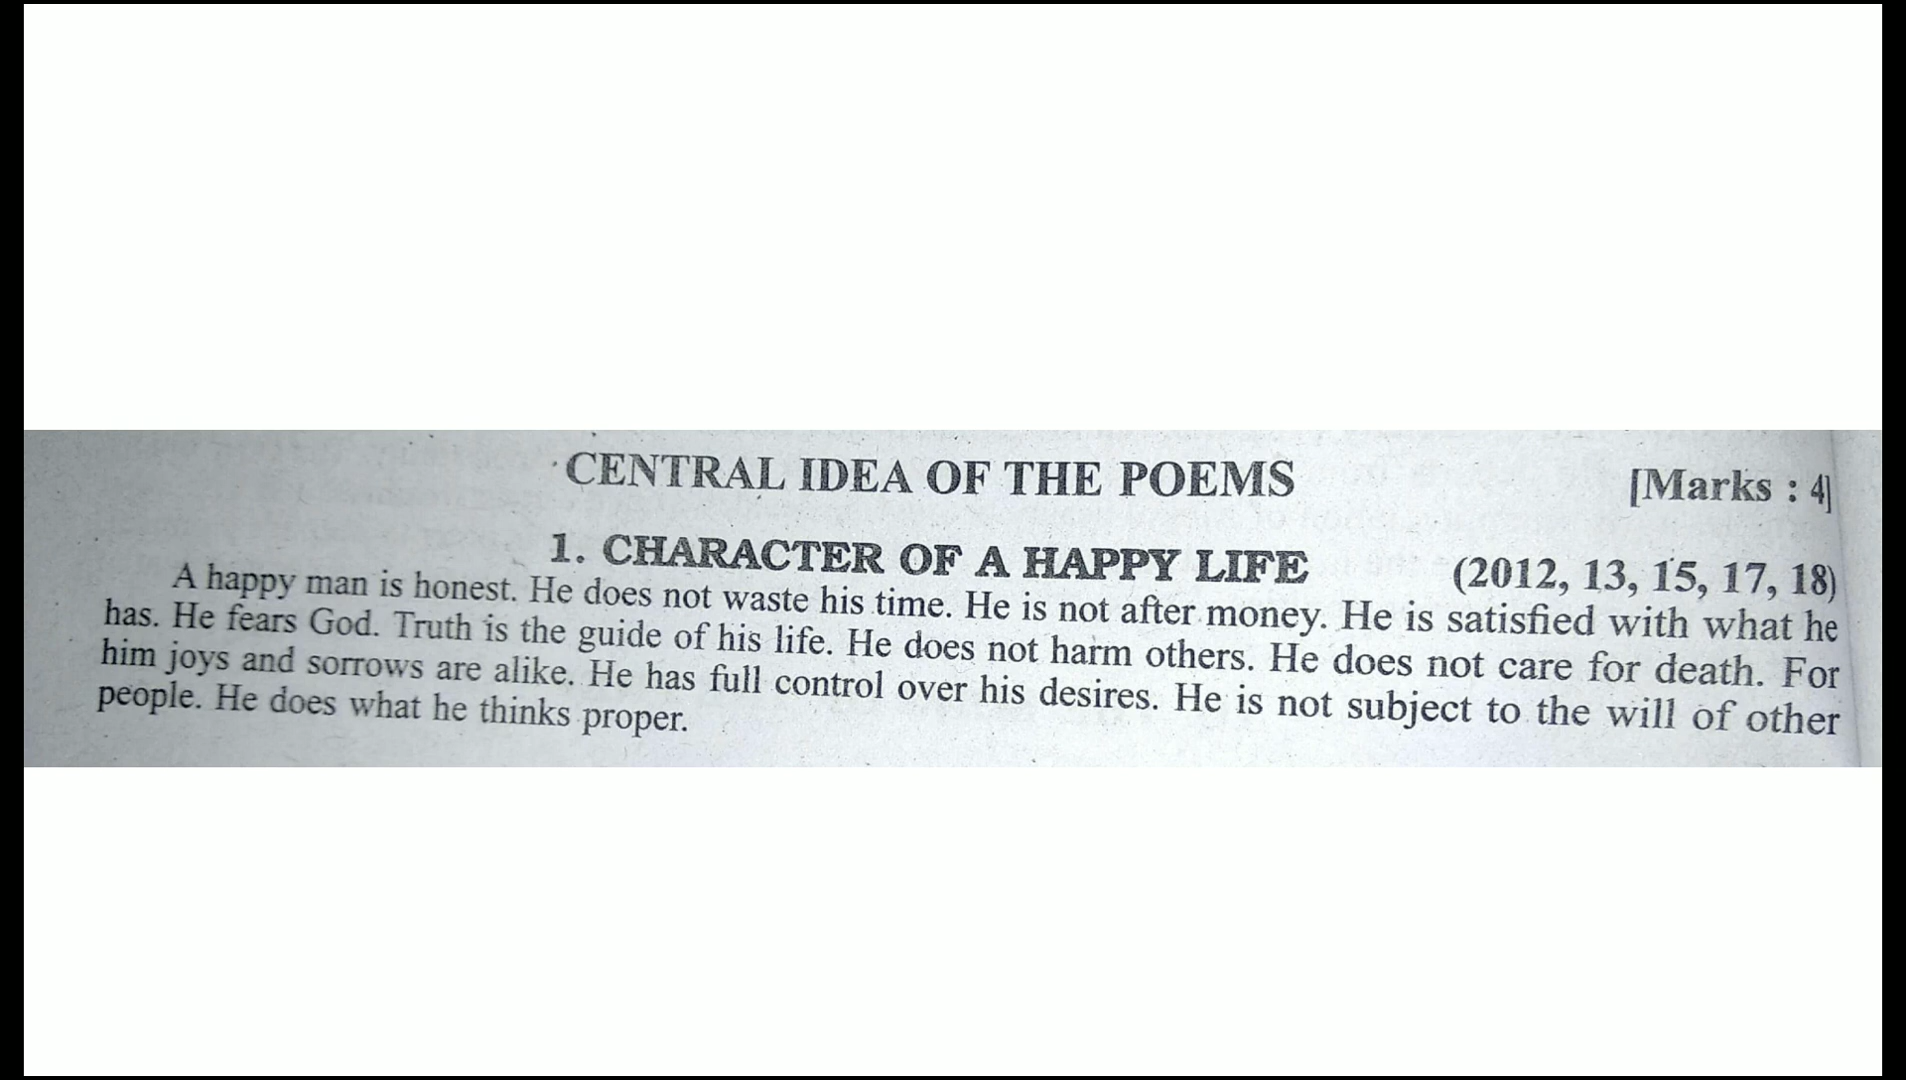 CENTRAL IDEA OF THE POEMS [Marks : 4]
1. CHARACTER OF A HAPPY LIFE (2012, 13, 15, 17, 18)
A happy man is honest. He does not waste his time. He is not after money. He is satisfied with what he
has. He fears God. Truth is the guide of his life. He does not harm others. He does not care for death. For
him joys and sorrows are alike. He has full control over his desires. He is not subject to the will of other
people. He does what he thinks proper.